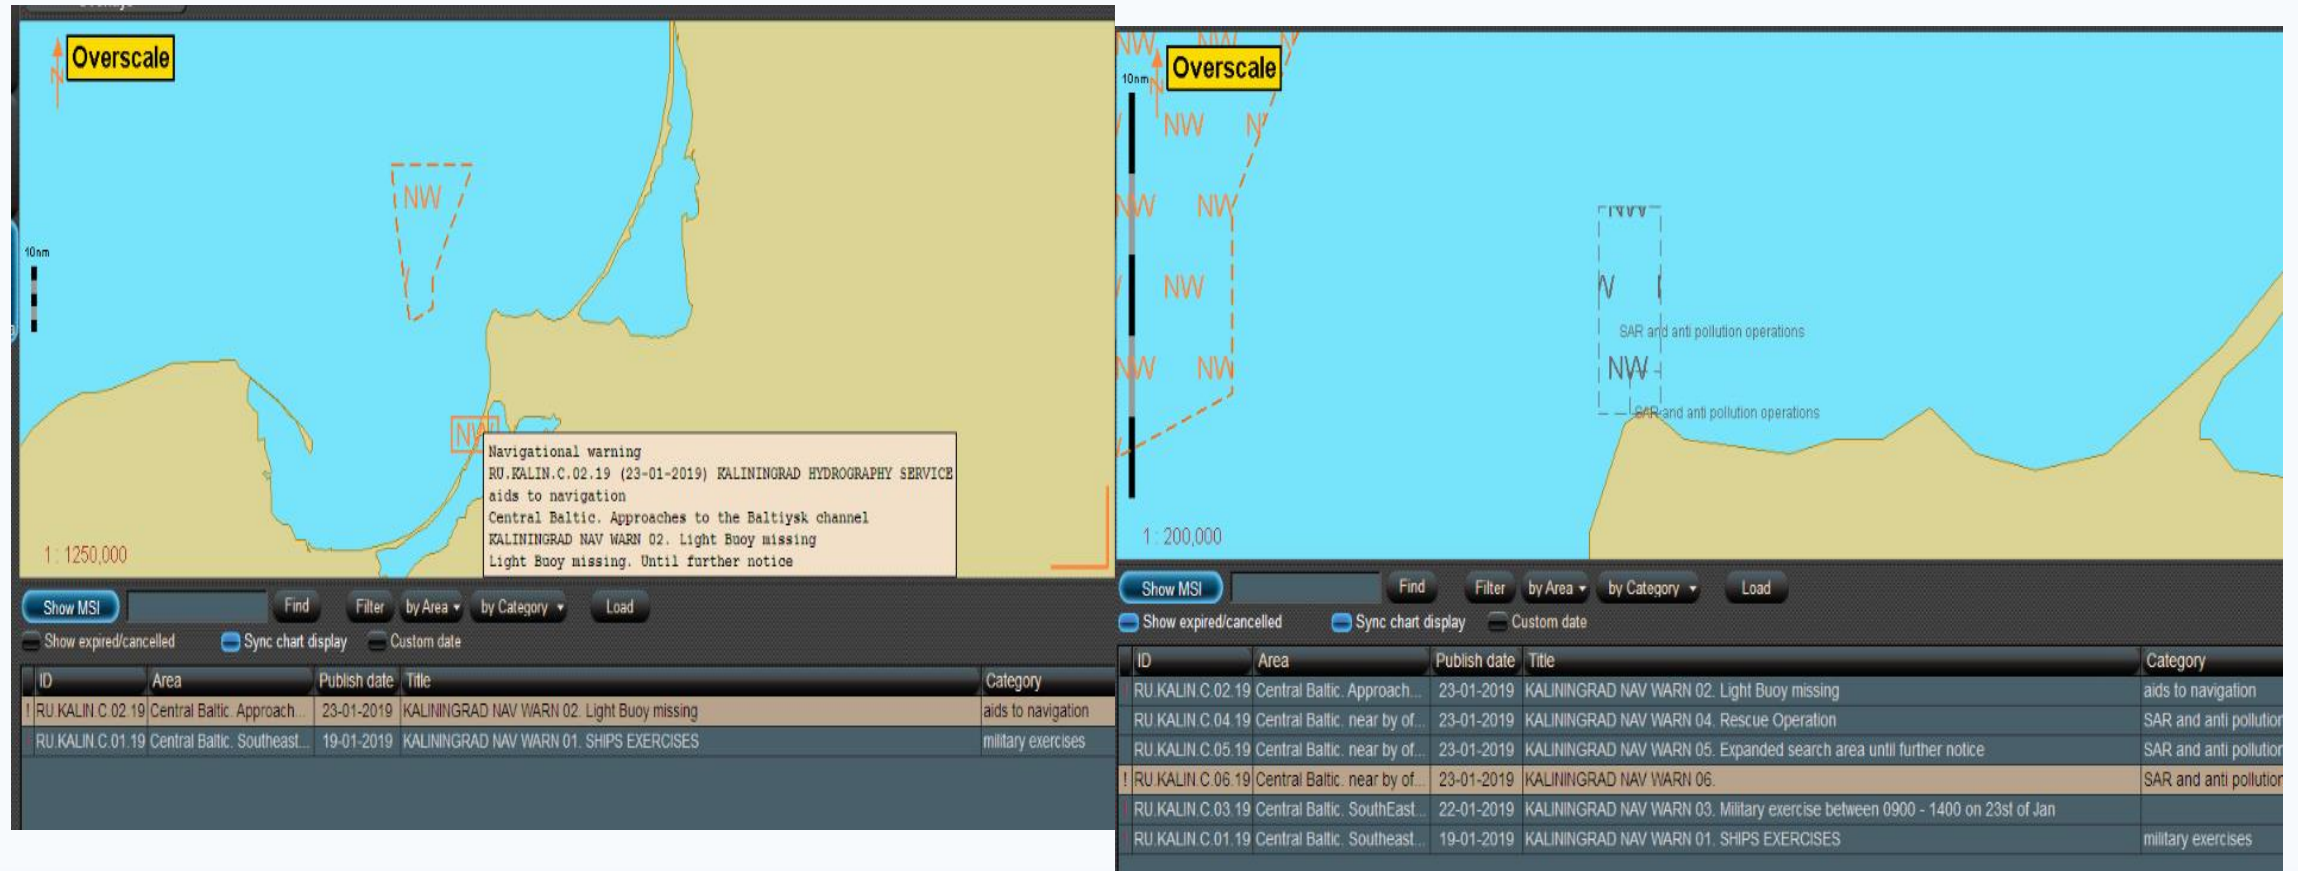 Overscale
N
NW
10nm
NW
Navigational warning
RU.KALIN.C.02.19 (23-01-2019) KALININGRAD HYDROGRAPHY SERVICE
aids to navigation
Central Baltic. Approaches to the Baltiysk channel
KALININGRAD NAV WARN 02. Light Buoy missing
Light Buoy missing. Until further notice
1 : 1250,000
Show MSI Find Filter by Area by Category Load
Show expired/cancelled Sync chart display Custom date
ID Area Publish date Title Category
! RU.KALIN.C.02.19 Central Baltic. Approach... 23-01-2019 KALININGRAD NAV WARN 02. Light Buoy missing aids to navigation
RU.KALIN.C.01.19 Central Baltic. Southeast... 19-01-2019 KALININGRAD NAV WARN 01. SHIPS EXERCISES military exercises
NW NW N
Overscale
10nm
N
NW N
NW NW
NW
NW NW
NW
SAR and anti pollution operations
NW
SAR and anti pollution operations
1 : 200,000
Show MSI Find Filter by Area by Category Load
Show expired/cancelled Sync chart display Custom date
ID Area Publish date Title Category
! RU.KALIN.C.02.19 Central Baltic. Approach... 23-01-2019 KALININGRAD NAV WARN 02. Light Buoy missing aids to navigation
RU.KALIN.C.04.19 Central Baltic. near by of... 23-01-2019 KALININGRAD NAV WARN 04. Rescue Operation SAR and anti pollution
RU.KALIN.C.05.19 Central Baltic. near by of... 23-01-2019 KALININGRAD NAV WARN 05. Expanded search area until further notice SAR and anti pollution
! RU.KALIN.C.06.19 Central Baltic. near by of... 23-01-2019 KALININGRAD NAV WARN 06. SAR and anti pollution
! RU.KALIN.C.03.19 Central Baltic. SouthEast... 22-01-2019 KALININGRAD NAV WARN 03. Military exercise between 0900 - 1400 on 23st of Jan
! RU.KALIN.C.01.19 Central Baltic. Southeast... 19-01-2019 KALININGRAD NAV WARN 01. SHIPS EXERCISES military exercises